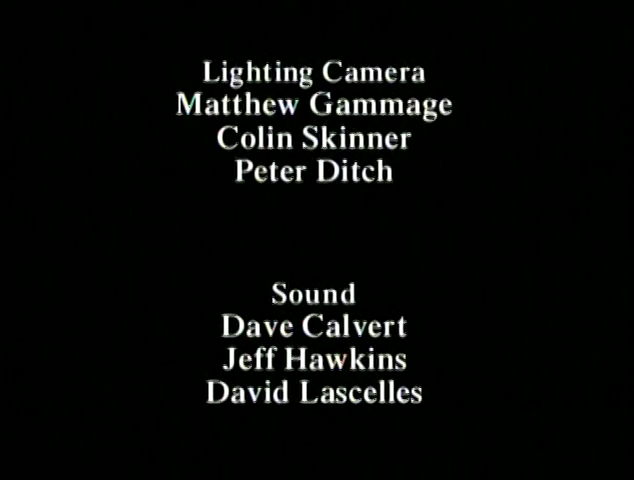 Lighting Camera
Matthew Gammage
Colin Skinner
Peter Ditch
Sound
Dave Calvert
Jeff Hawkins
David Lascelles